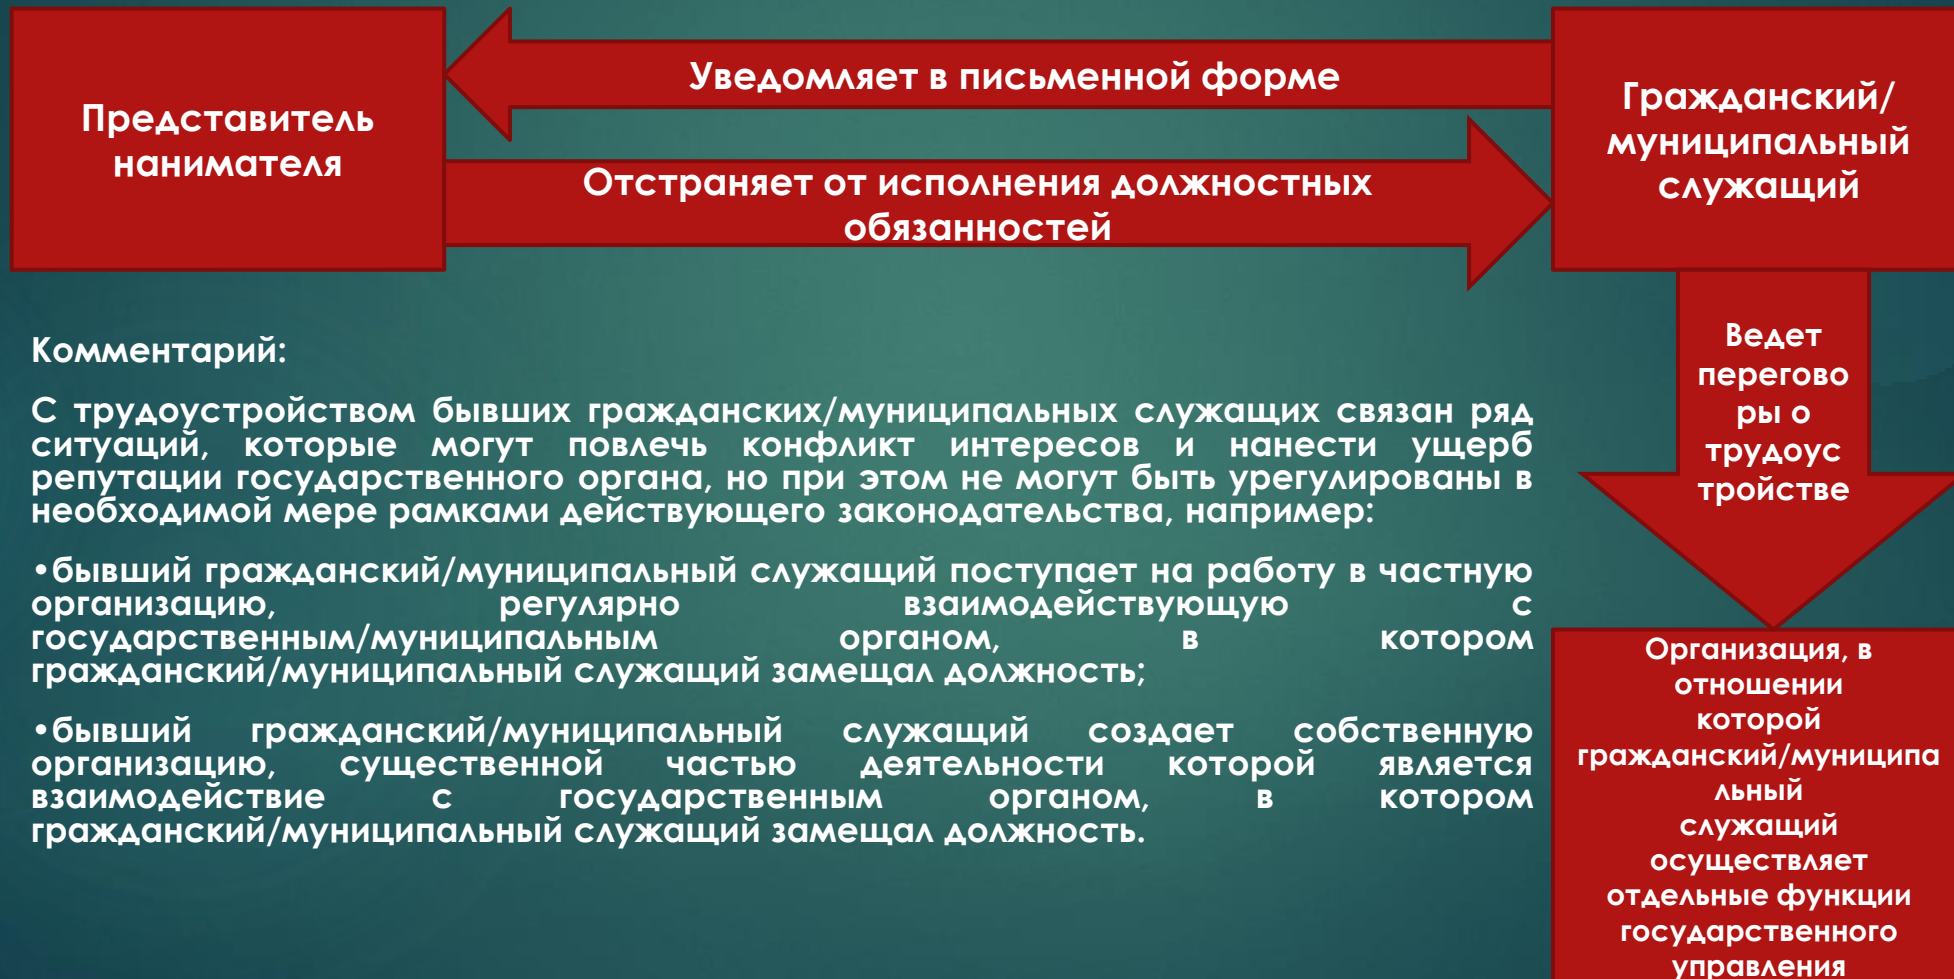 Представитель
нанимателя
Уведомляет в письменной форме
Отстраняет от исполнения должностных
обязанностей
Гражданский/
муниципальный
служащий
Ведет
перегово
ры о
трудоус
тройстве
Комментарий:
С трудоустройством бывших гражданских/муниципальных служащих связан ряд
ситуаций, которые могут повлечь конфликт интересов и нанести ущерб
репутации государственного органа, но при этом не могут быть урегулированы в
необходимой мере рамками действующего законодательства, например:
•бывший гражданский/муниципальный служащий поступает на работу в частную
организацию, регулярно взаимодействующую с
государственным/муниципальным органом, в котором
гражданский/муниципальный служащий замещал должность;
•бывший гражданский/муниципальный служащий создает собственную
организацию, существенной частью деятельности которой является
взаимодействие с государственным органом, в котором
гражданский/муниципальный служащий замещал должность.
Организация, в
отношении
которой
гражданский/муниципа
льный
служащий
осуществляет
отдельные функции
государственного
управления